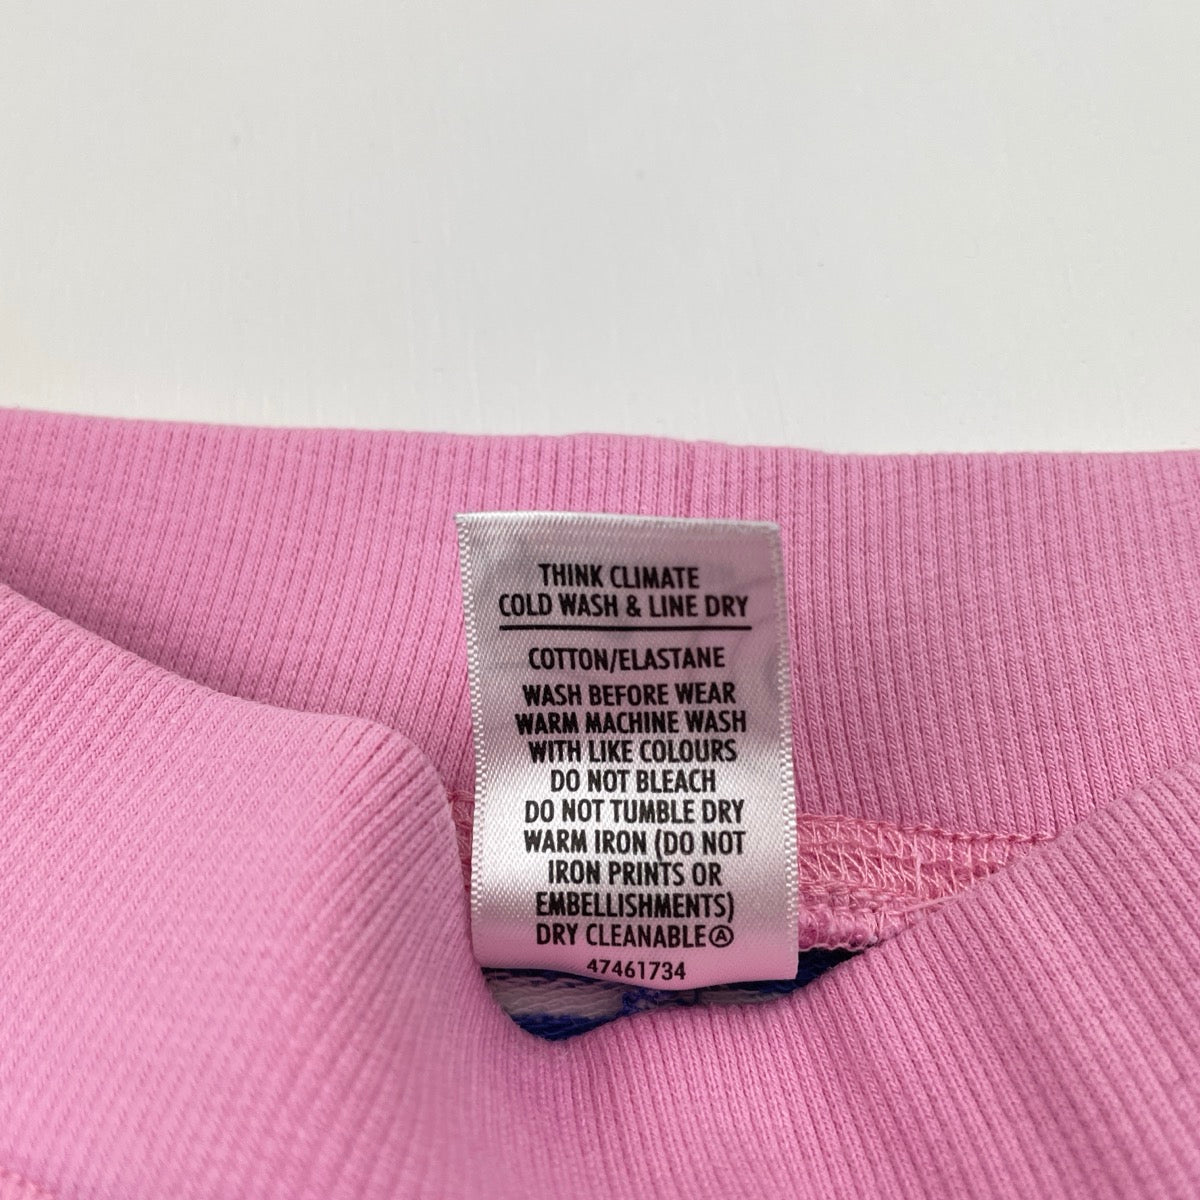 THINK CLIMATE
COLD WASH & LINE DRY
COTTON/ELASTANE
WASH BEFORE WEAR
WARM MACHINE WASH
WITH LIKE COLOURS
DO NOT BLEACH
DO NOT TUMBLE DRY
WARM IRON (DO NOT
IRON PRINTS OR
EMBELLISHMENTS)
DRY CLEANABLEⒶ
47461734